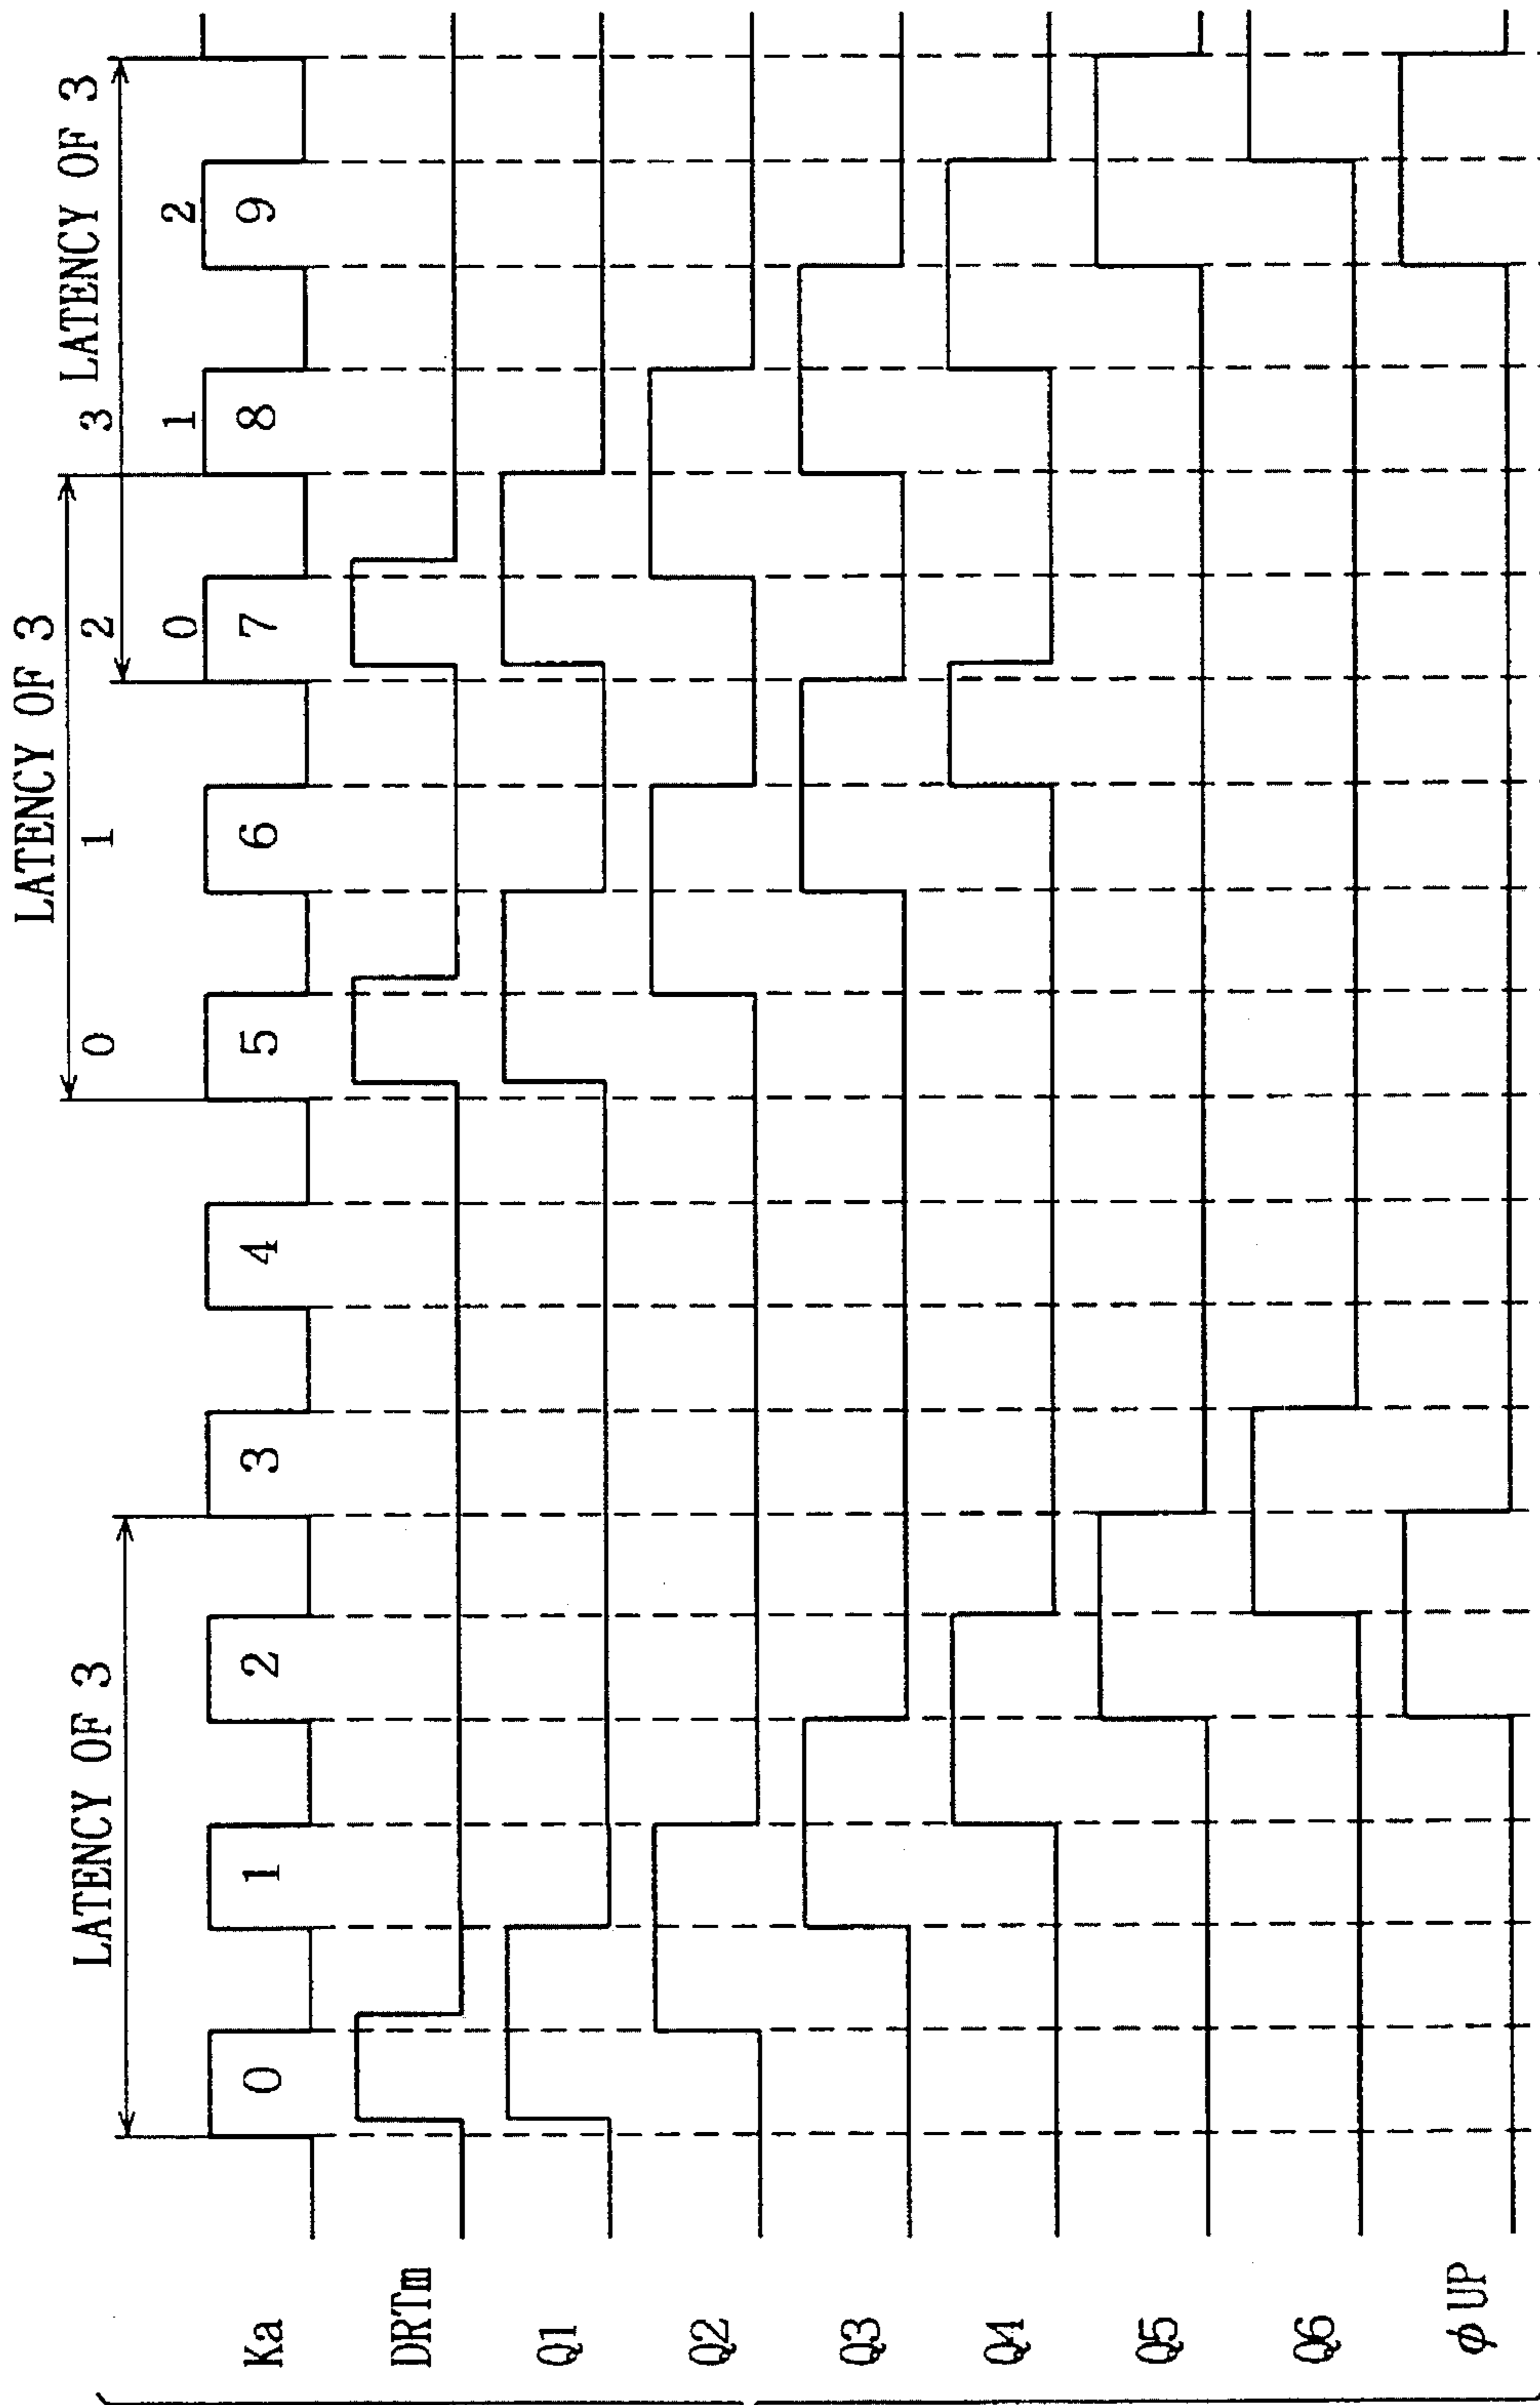 LATENCY OF 3
LATENCY OF 3
LATENCY OF 3
0 1 2 3
0 1 2
Ka 0 1 2 3 4 5 6 7 8 9
DRTm
Q1
Q2
Q3
Q4
Q5
Q6
φ UP